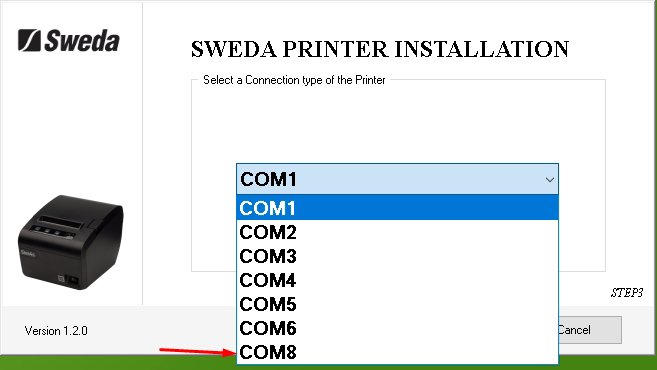 Sweda
SWEDA PRINTER INSTALLATION
Select a Connection type of the Printer
COM1
COM1
COM2
COM3
COM4
COM5
COM6
COM8
STEP3
Version 1.2.0
Cancel